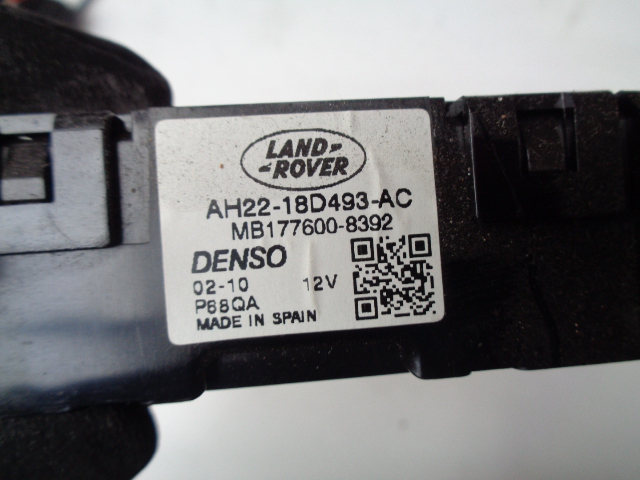 LAND-
-ROVER
AH22-18D493-AC
MB177600-8392
DENSO
02-10 12V
P68QA
MADE IN SPAIN